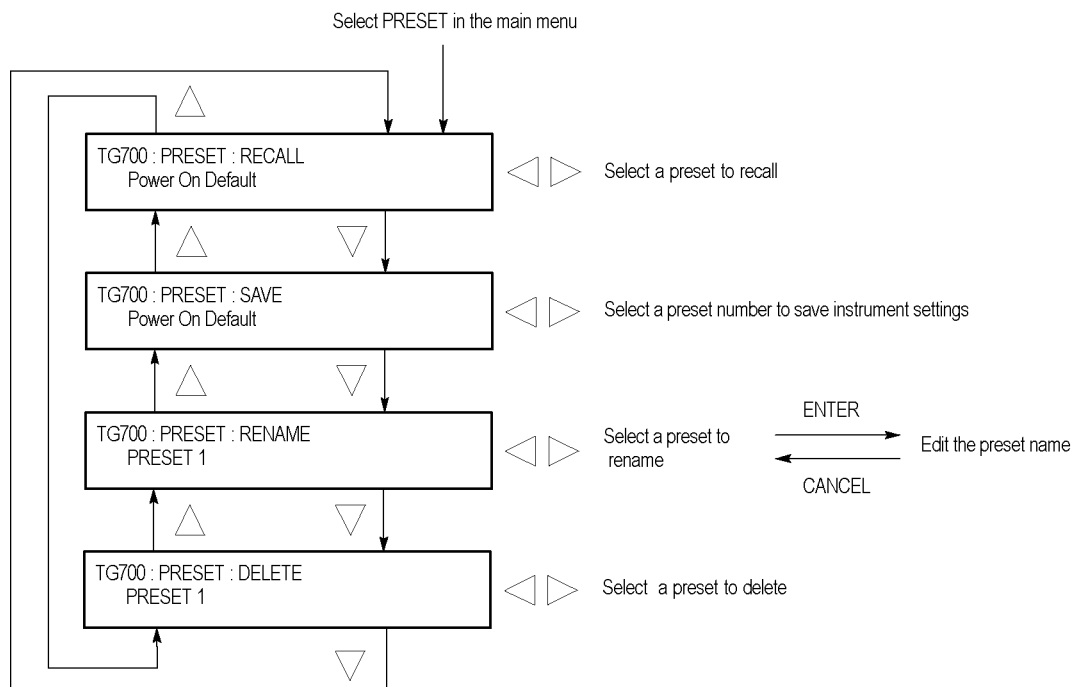 Select PRESET in the main menu
TG700 : PRESET : RECALL
Power On Default
Select a preset to recall
TG700 : PRESET : SAVE
Power On Default
Select a preset number to save instrument settings
TG700 : PRESET : RENAME
PRESET 1
Select a preset to
rename
ENTER
CANCEL
Edit the preset name
TG700 : PRESET : DELETE
PRESET 1
Select a preset to delete